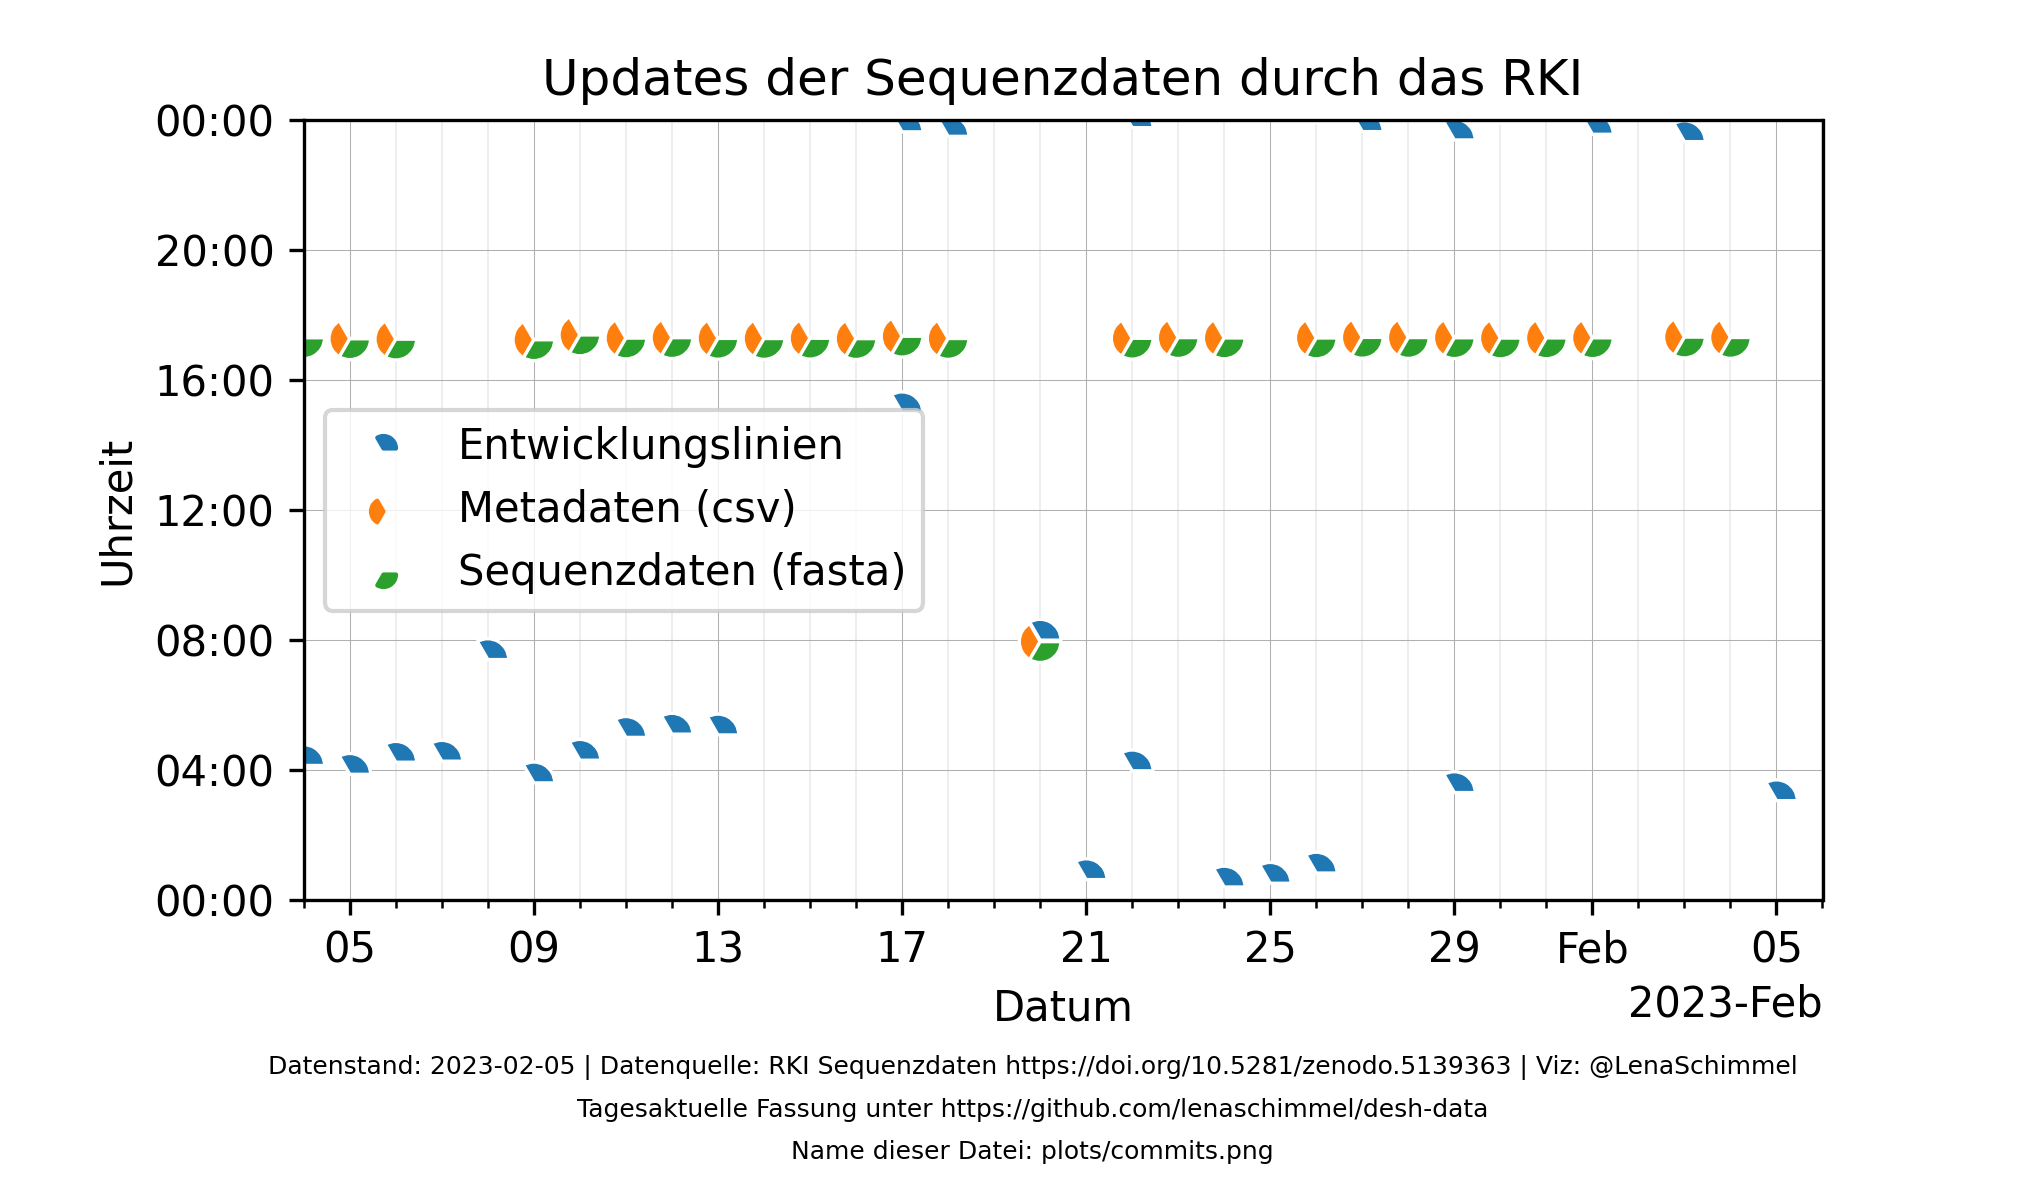 Updates der Sequenzdaten durch das RKI
00:00
20:00
16:00
12:00
08:00
04:00
00:00
Uhrzeit
Entwicklungslinien
Metadaten (csv)
Sequenzdaten (fasta)
05 09 13 17 21 25 29 Feb 05
Datum
2023-Feb
Datenstand: 2023-02-05 | Datenquelle: RKI Sequenzdaten https://doi.org/10.5281/zenodo.5139363 | Viz: @LenaSchimmel
Tagesaktuelle Fassung unter https://github.com/lenaschimmel/desh-data
Name dieser Datei: plots/commits.png